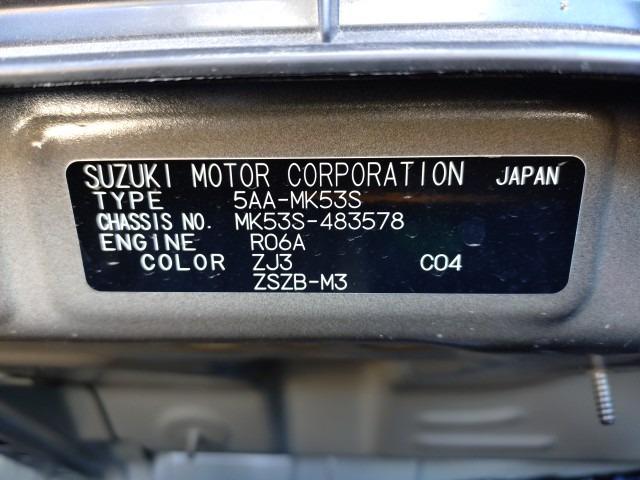 SUZUKI MOTOR CORPORATION JAPAN
TYPE 5AA-MK53S
CHASSIS NO. MK53S-483578
ENGINE R06A
COLOR ZJ3 C04
ZSZB-M3